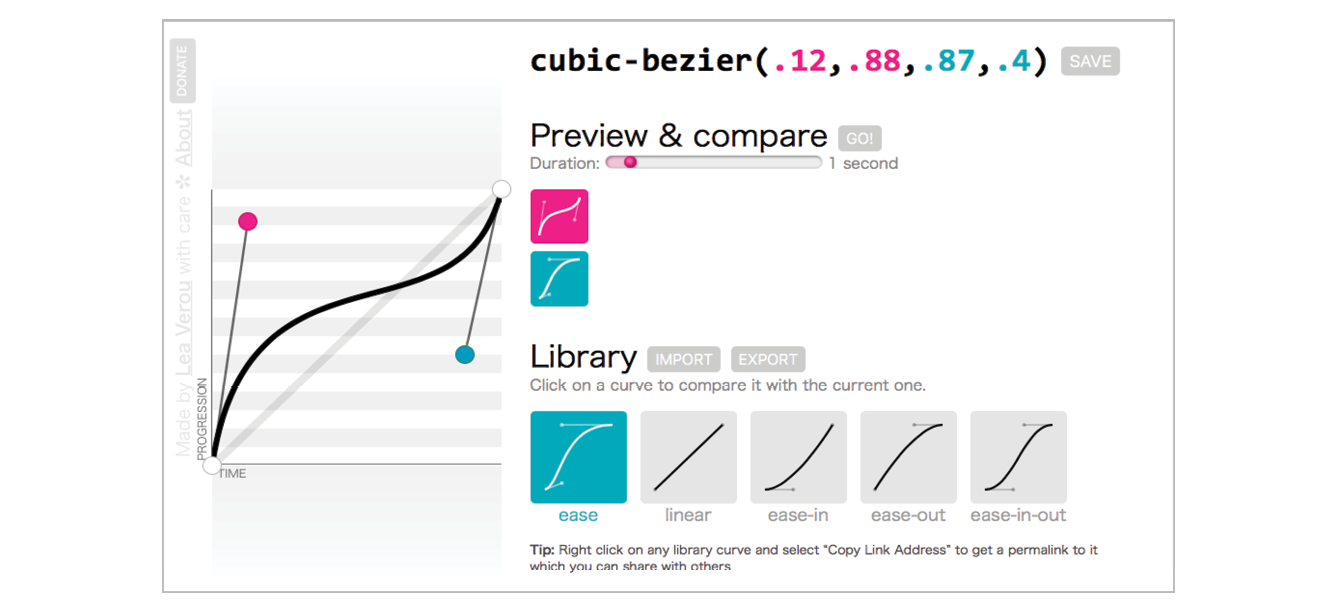 DONATE
Made by Lea Verou with care ✲ About
PROGRESSION
TIME
cubic-bezier(.12,.88,.87,.4) SAVE
Preview & compare GO!
Duration: 1 second
Library IMPORT EXPORT
Click on a curve to compare it with the current one.
ease linear ease-in ease-out ease-in-out
Tip: Right click on any library curve and select “Copy Link Address” to get a permalink to it
which you can share with others